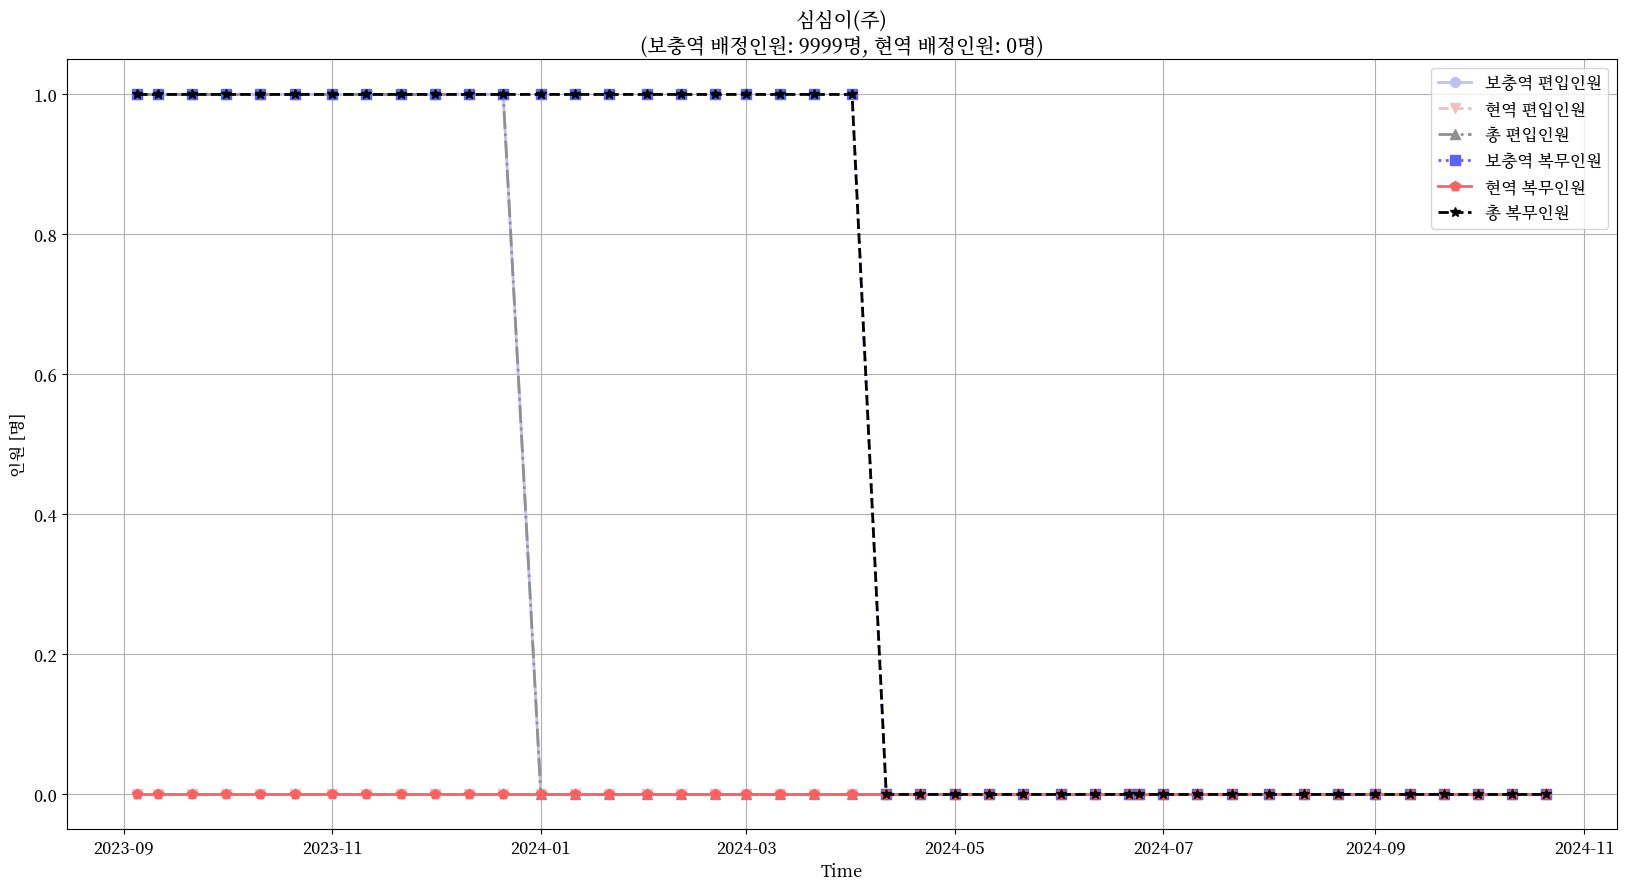 심심이(주)
(보충역 배정인원: 9999명, 현역 배정인원: 0명)
보충역 편입인원
현역 편입인원
총 편입인원
보충역 복무인원
현역 복무인원
총 복무인원
인원 [명]
1.0
0.8
0.6
0.4
0.2
0.0
2023-09 2023-11 2024-01 2024-03 2024-05 2024-07 2024-09 2024-11
Time